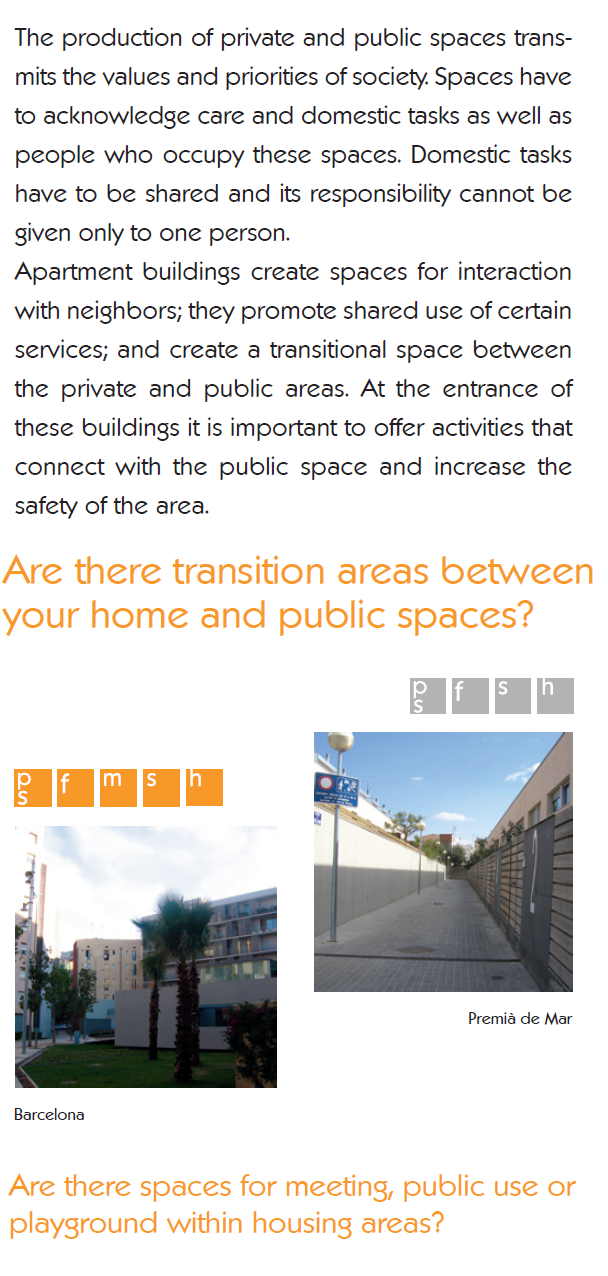 The production of private and public spaces trans-
mits the values and priorities of society. Spaces have
to acknowledge care and domestic tasks as well as
people who occupy these spaces. Domestic tasks
have to be shared and its responsibility cannot be
given only to one person.
Apartment buildings create spaces for interaction
with neighbors; they promote shared use of certain
services; and create a transitional space between
the private and public areas. At the entrance of
these buildings it is important to offer activities that
connect with the public space and increase the
safety of the area.
Are there transition areas between
your home and public spaces?
ps f s h
ps f m s h
2
Premià de Mar
Barcelona
Are there spaces for meeting, public use or
playground within housing areas?